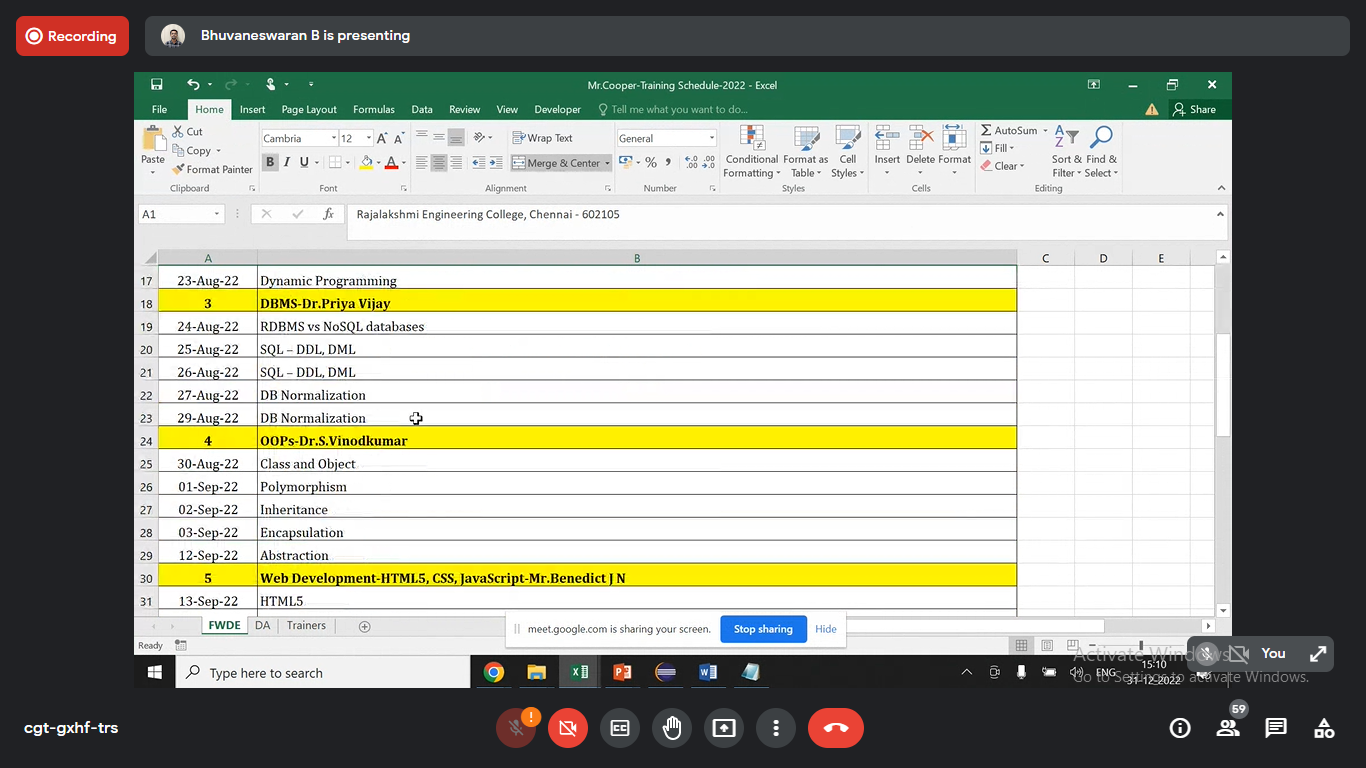 Recording
Bhuvaneswaran B is presenting
Mr.Cooper-Training Schedule-2022 - Excel
File Home Insert Page Layout Formulas Data Review View Developer Tell me what you want to do... Share
Paste
Cut
Copy
Format Painter
Clipboard
Cambria 12
B I U
Font
Wrap Text
Merge & Center
Alignment
General
Number
Conditional Formatting
Format as Table
Cell Styles
Styles
Insert Delete Format
Cells
AutoSum
Fill
Clear
Sort & Filter
Find & Select
Editing
A1 fx Rajalakshmi Engineering College, Chennai - 602105
A B C D E
17 23-Aug-22 Dynamic Programming
18 3 DBMS-Dr.Priya Vijay
19 24-Aug-22 RDBMS vs NoSQL databases
20 25-Aug-22 SQL – DDL, DML
21 26-Aug-22 SQL – DDL, DML
22 27-Aug-22 DB Normalization
23 29-Aug-22 DB Normalization
24 4 OOPs-Dr.S.Vinodkumar
25 30-Aug-22 Class and Object
26 01-Sep-22 Polymorphism
27 02-Sep-22 Inheritance
28 03-Sep-22 Encapsulation
29 12-Sep-22 Abstraction
30 5 Web Development-HTML5, CSS, JavaScript-Mr.Benedict J N
31 13-Sep-22 HTML5
FWDE DA Trainers
meet.google.com is sharing your screen. Stop sharing Hide
Ready
You
Activate Windows
Go to Settings to activate Windows.
Type here to search
ENG
15:10
31-12-2022
cgt-gxhf-trs
59